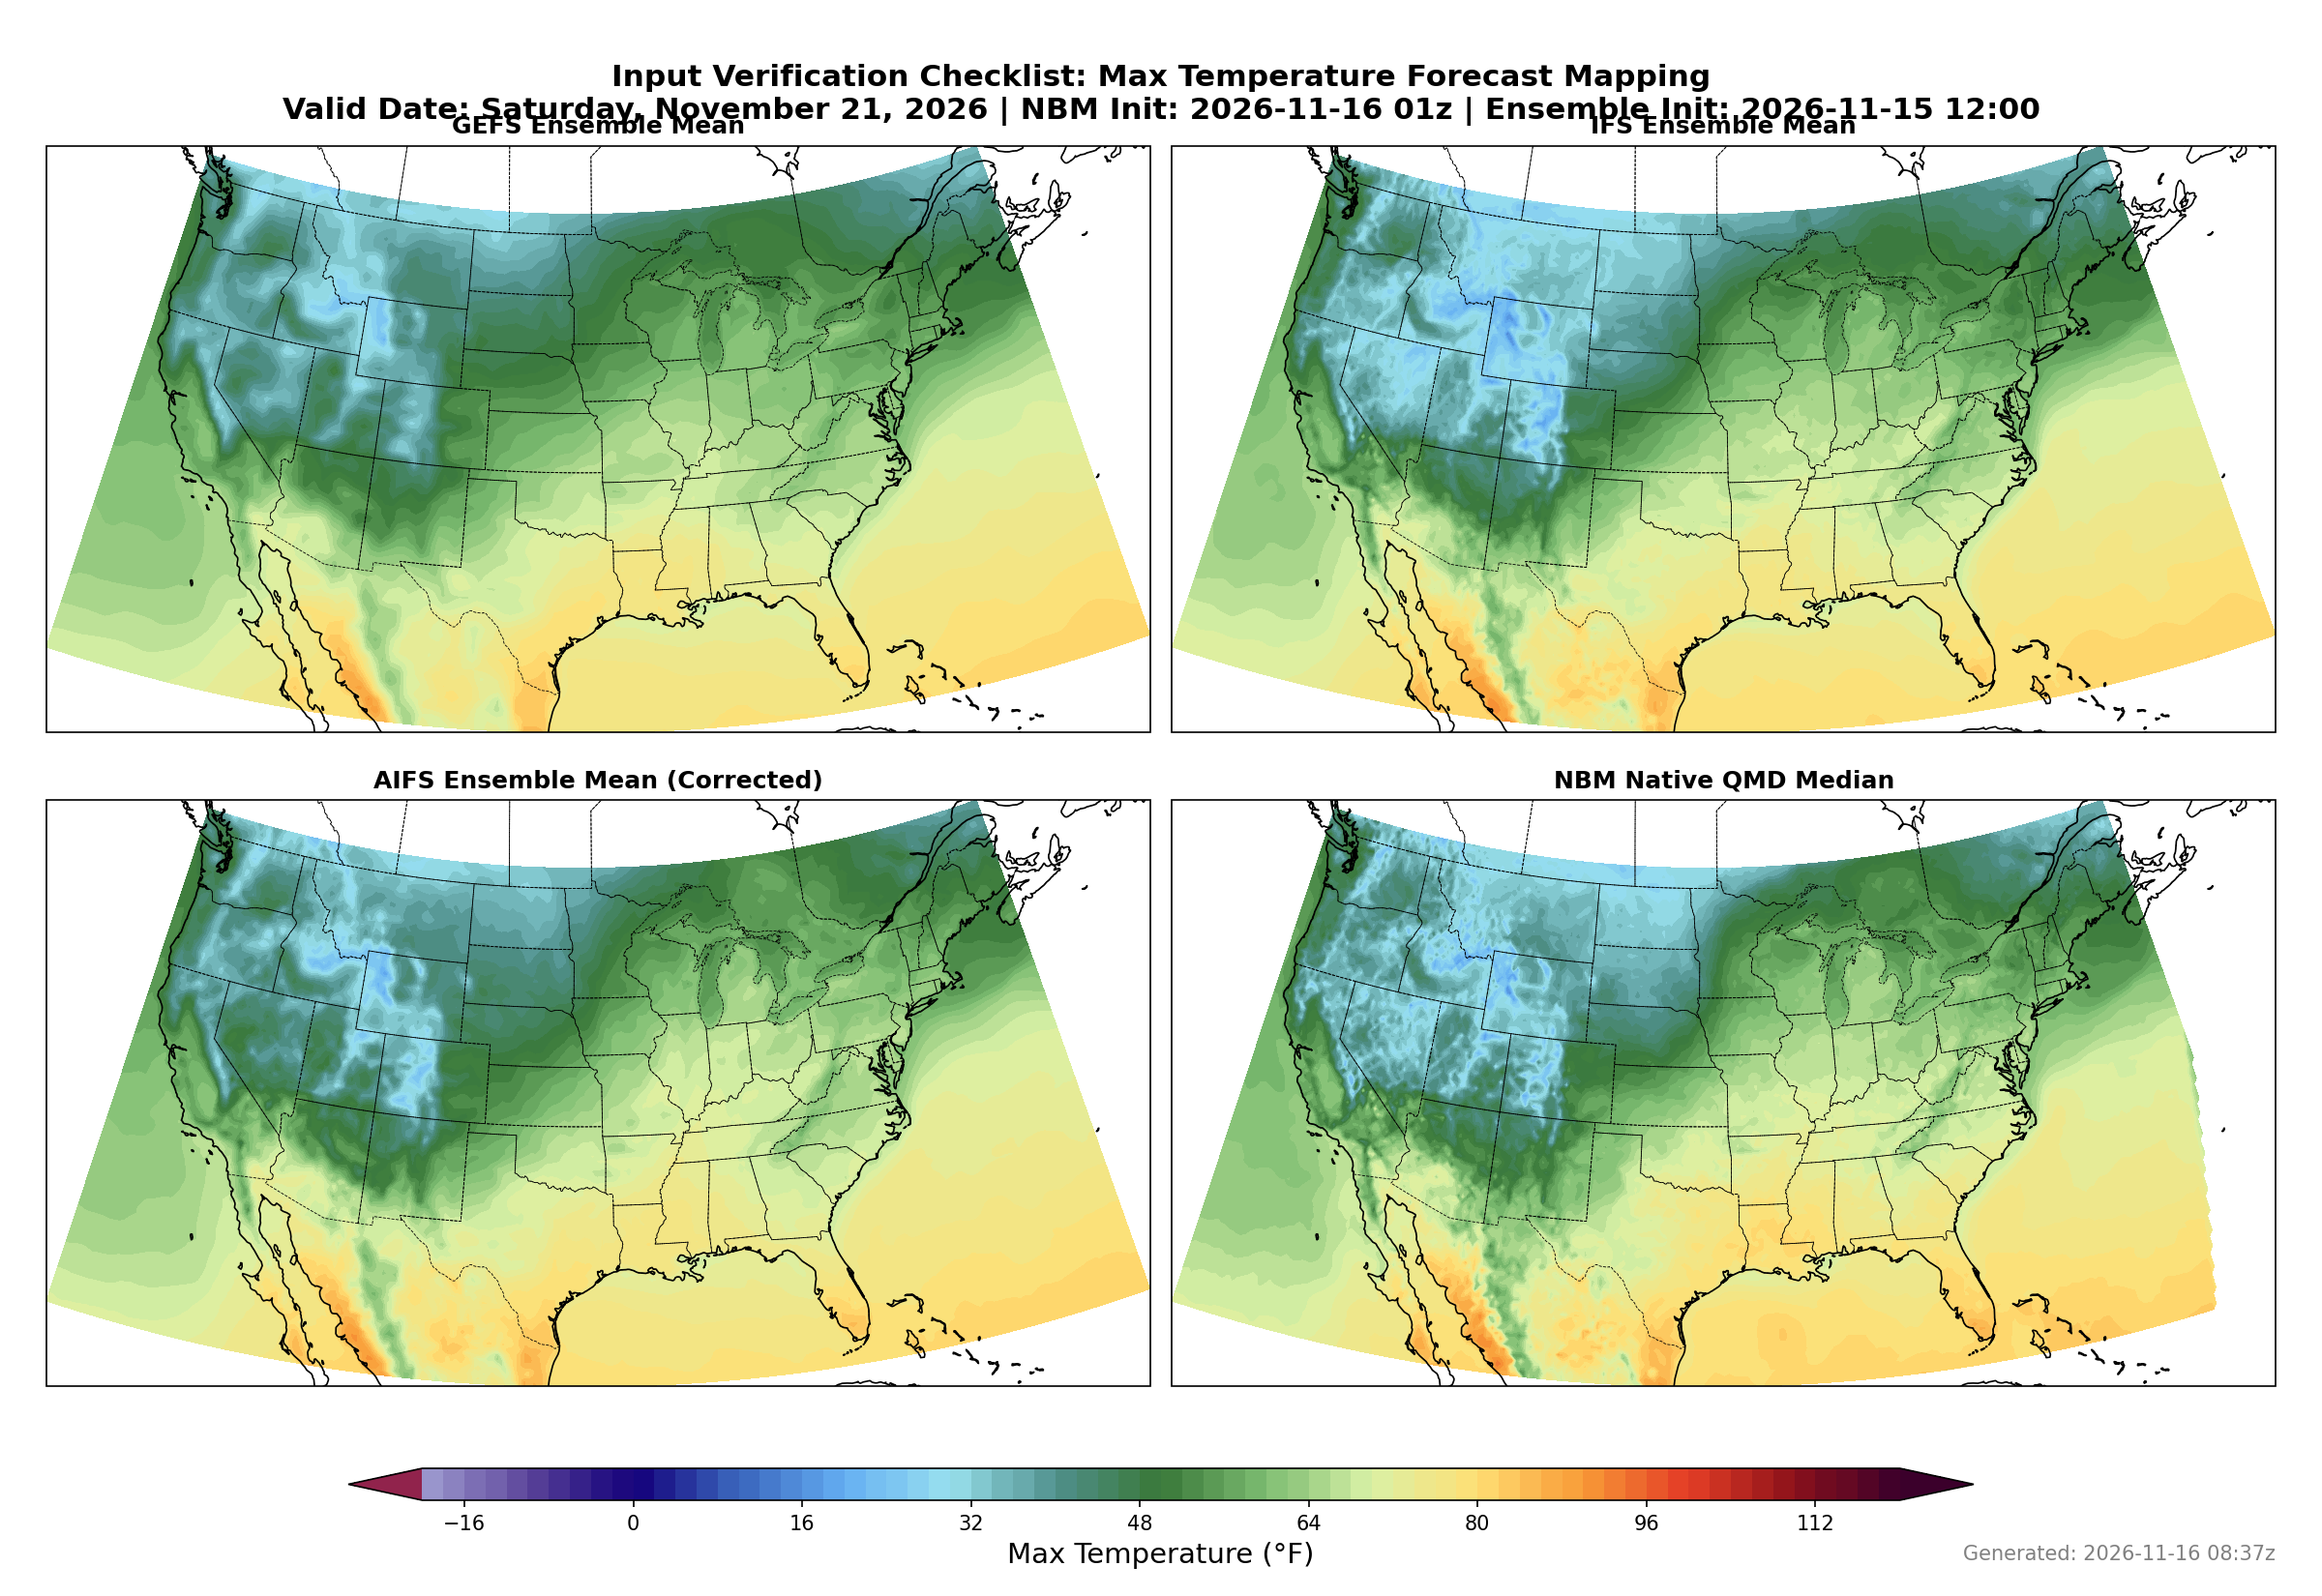 Input Verification Checklist: Max Temperature Forecast Mapping
Valid Date: Saturday, November 21, 2026 | NBM Init: 2026-11-16 01z | Ensemble Init: 2026-11-15 12:00
GEFS Ensemble Mean
IFS Ensemble Mean
AIFS Ensemble Mean (Corrected)
NBM Native QMD Median
−16 0 16 32 48 64 80 96 112
Max Temperature (°F)
Generated: 2026-11-16 08:37z